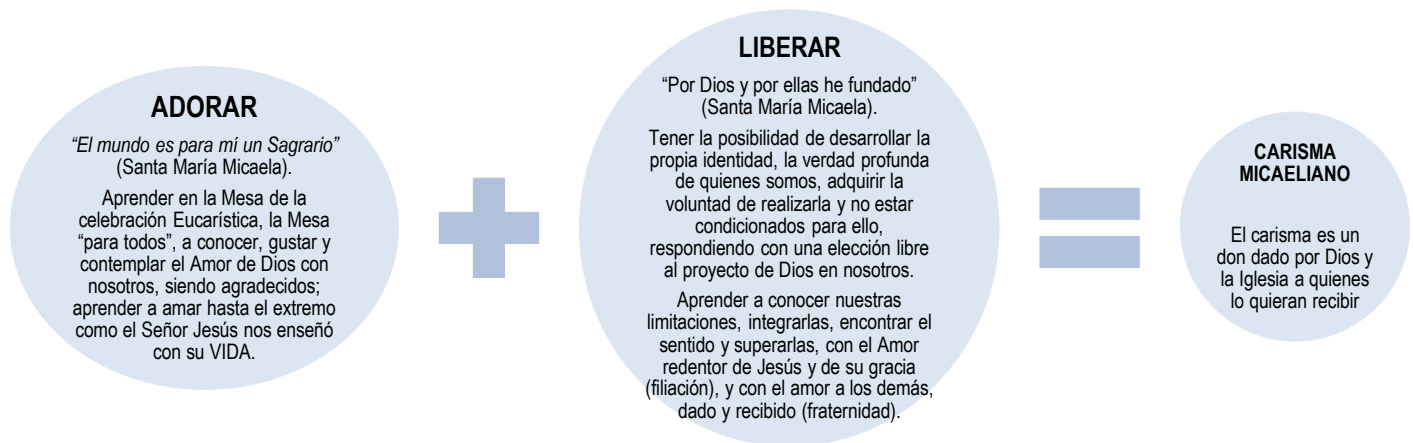 ADORAR
“El mundo es para mí un Sagrario”
(Santa María Micaela).
Aprender en la Mesa de la
celebración Eucarística, la Mesa
“para todos”, a conocer, gustar y
contemplar el Amor de Dios con
nosotros, siendo agradecidos;
aprender a amar hasta el extremo
como el Señor Jesús nos enseñó
con su VIDA.
LIBERAR
“Por Dios y por ellas he fundado”
(Santa María Micaela).
Tener la posibilidad de desarrollar la
propia identidad, la verdad profunda
de quienes somos, adquirir la
voluntad de realizarla y no estar
condicionados para ello,
respondiendo con una elección libre
al proyecto de Dios en nosotros.
Aprender a conocer nuestras
limitaciones, integrarlas, encontrar el
sentido y superarlas, con el Amor
redentor de Jesús y de su gracia
(filiación), y con el amor a los demás,
dado y recibido (fraternidad).
CARISMA
MICAELIANO
El carisma es un
don dado por Dios y
la Iglesia a quienes
lo quieran recibir